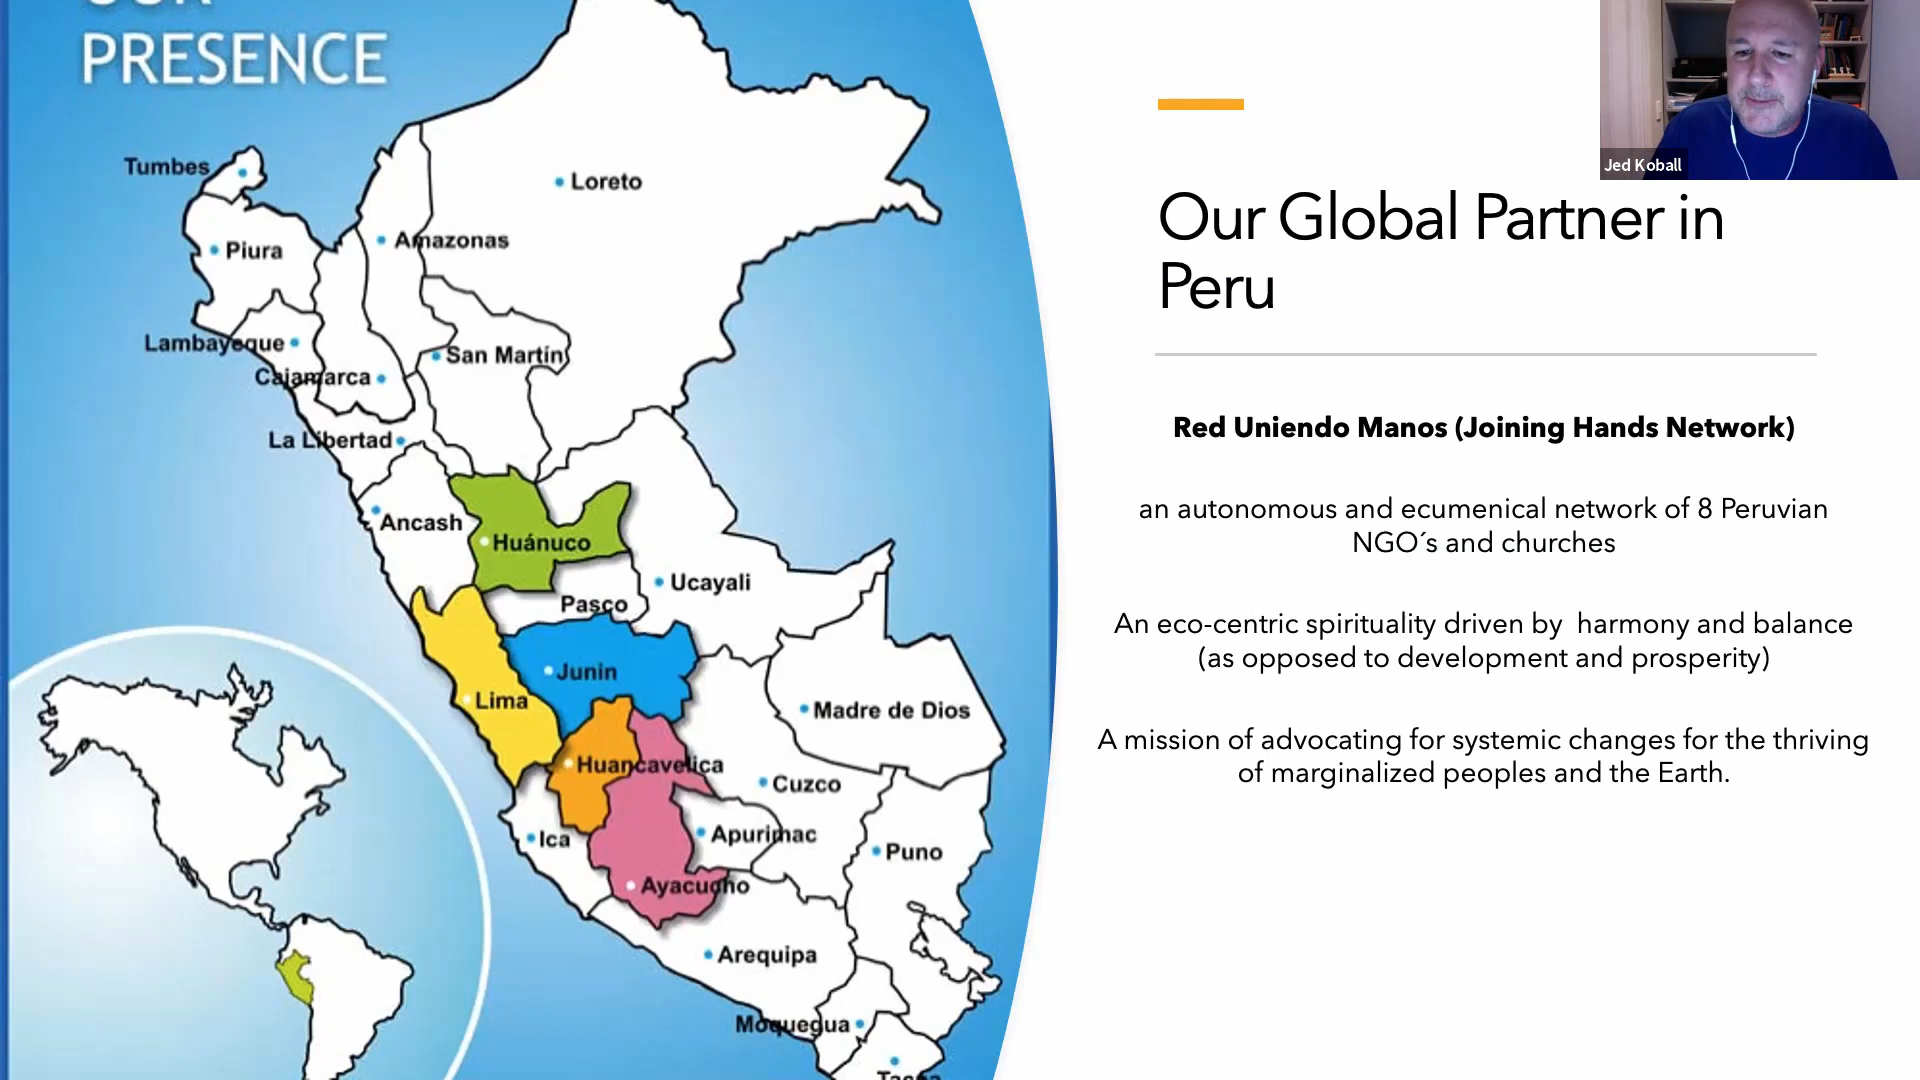 OUR
PRESENCE
Tumbes
Loreto
Piura
Amazonas
Lambayeque
San Martín
Cajamarca
La Libertad
Ancash
Huánuco
Ucayali
Pasco
Junin
Lima
Madre de Dios
Huancavelica
Cuzco
Ica
Apurimac
Puno
Ayacucho
Arequipa
Moquegua
Tacna
Jed Koball
Our Global Partner in
Peru
Red Uniendo Manos (Joining Hands Network)
an autonomous and ecumenical network of 8 Peruvian
NGO´s and churches
An eco-centric spirituality driven by  harmony and balance
(as opposed to development and prosperity)
A mission of advocating for systemic changes for the thriving
of marginalized peoples and the Earth.